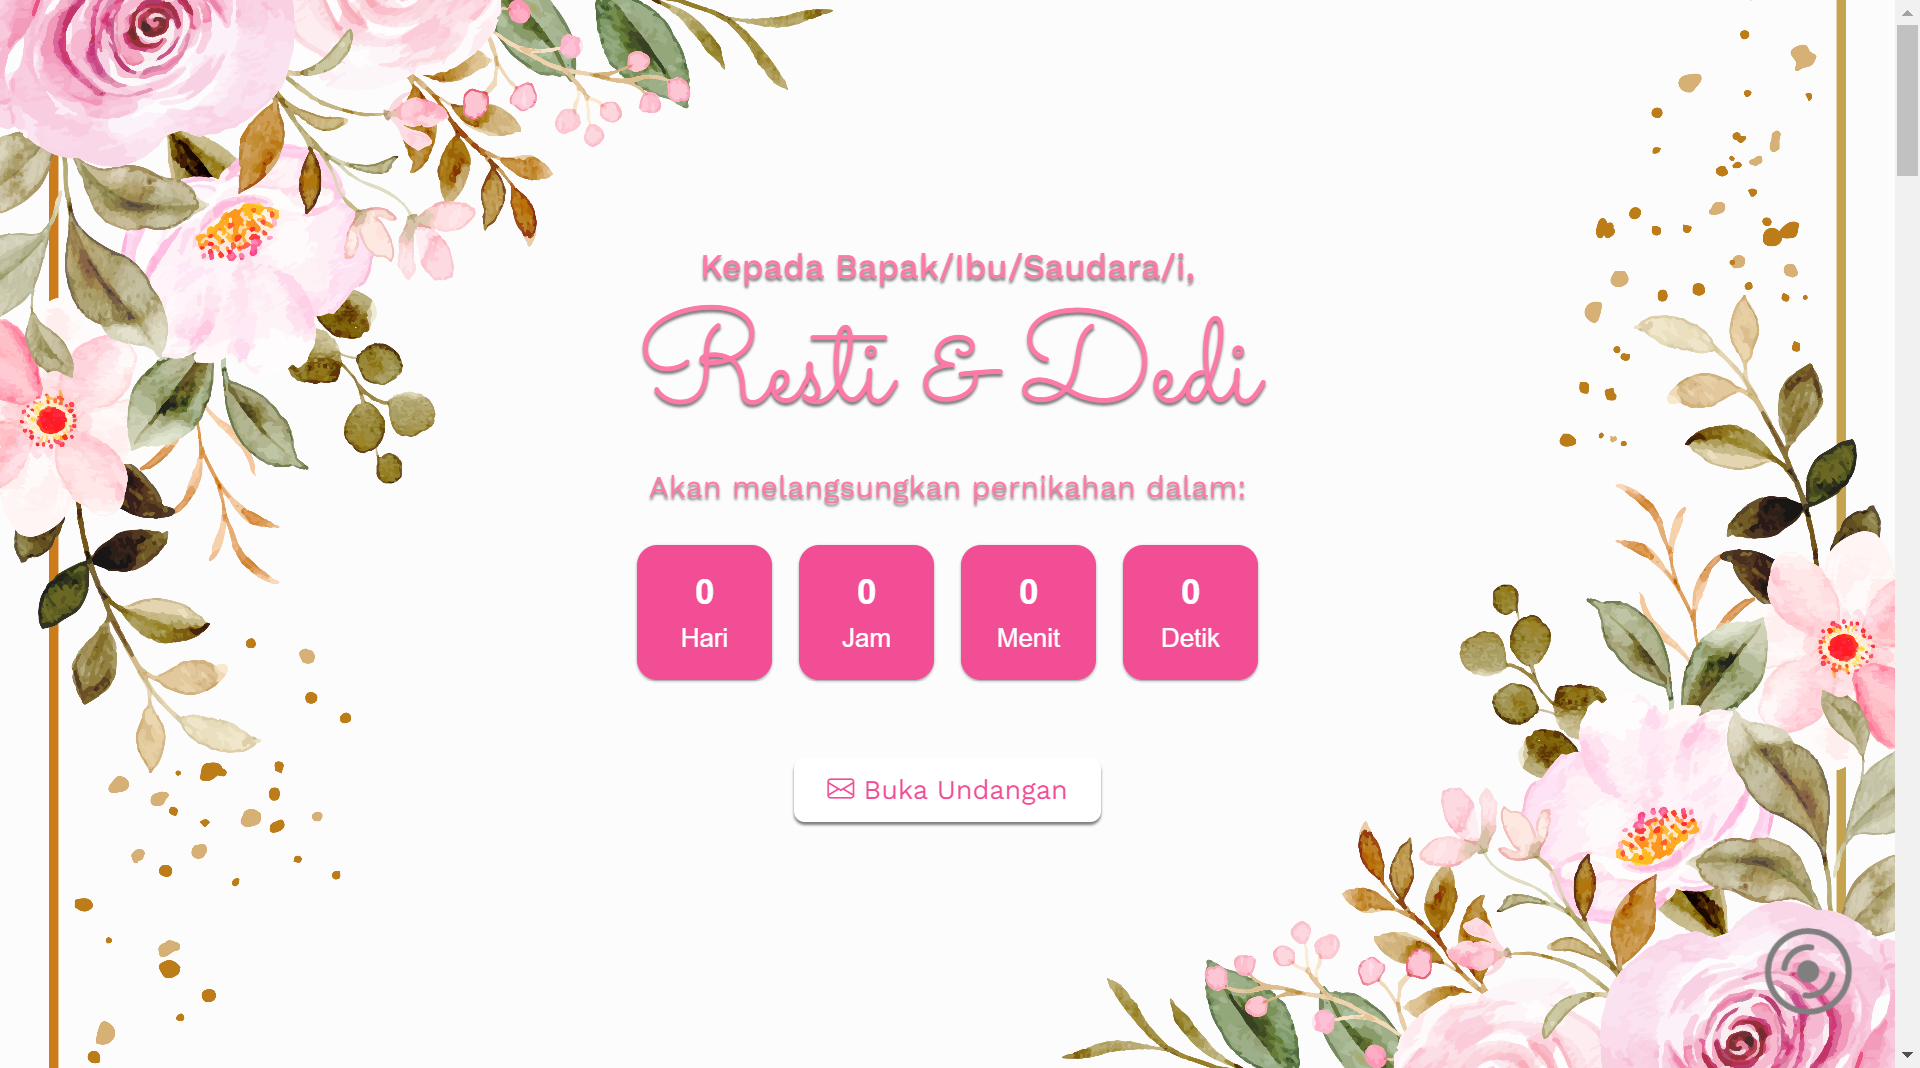 Kepada Bapak/Ibu/Saudara/i,
Resti & Dedi
Akan melangsungkan pernikahan dalam:
0 0 0 0
Hari Jam Menit Detik
Buka Undangan